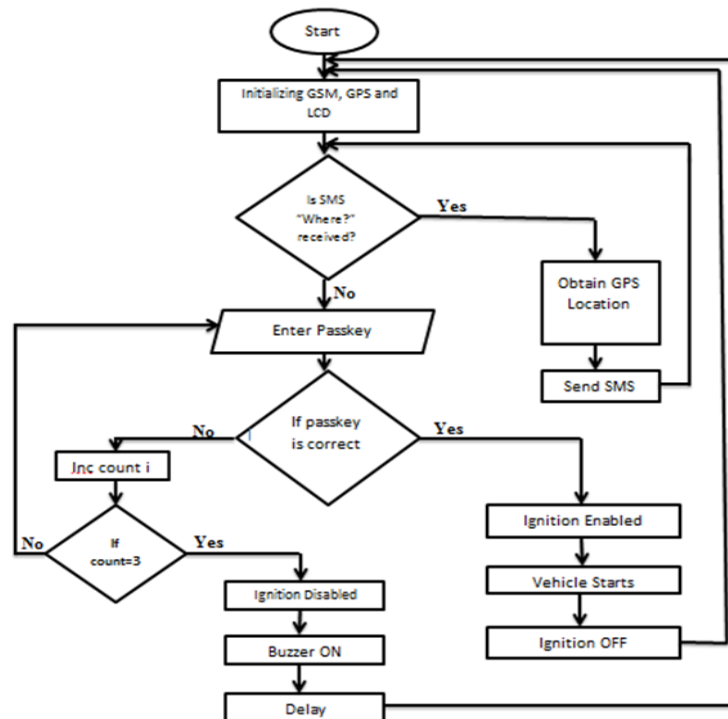 Start
Initializing GSM, GPS and
LCD
Is SMS
"Where?"
received?
Yes
No
Obtain GPS
Location
Send SMS
Enter Passkey
If passkey
is correct
No
Yes
Inc count i
If
count=3
No
Yes
Ignition Disabled
Buzzer ON
Delay
Ignition Enabled
Vehicle Starts
Ignition OFF